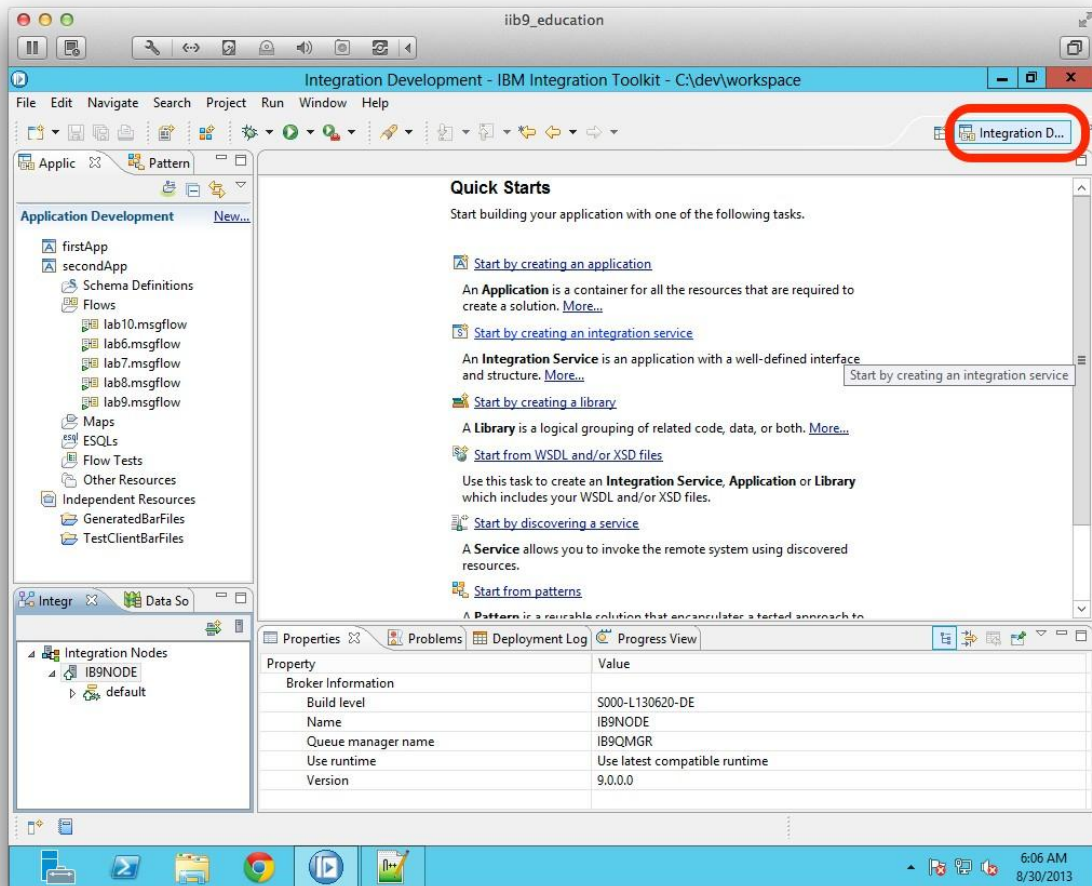 iib9_education
Integration Development - IBM Integration Toolkit - C:\dev\workspace
File Edit Navigate Search Project Run Window Help
Integration D...
Applic Pattern
Application Development New...
firstApp
secondApp
Schema Definitions
Flows
lab10.msgflow
lab6.msgflow
lab7.msgflow
lab8.msgflow
lab9.msgflow
Maps
ESQLs
Flow Tests
Other Resources
Independent Resources
GeneratedBarFiles
TestClientBarFiles
Quick Starts
Start building your application with one of the following tasks.
Start by creating an application
An Application is a container for all the resources that are required to
create a solution. More...
Start by creating an integration service
An Integration Service is an application with a well-defined interface
and structure. More...
Start by creating an integration service
Start by creating a library
A Library is a logical grouping of related code, data, or both. More...
Start from WSDL and/or XSD files
Use this task to create an Integration Service, Application or Library
which includes your WSDL and/or XSD files.
Start by discovering a service
A Service allows you to invoke the remote system using discovered
resources.
Start from patterns
A Pattern is a reusable solution that encapsulates a tested approach to
Integr Data So
Integration Nodes
IB9NODE
default
Properties Problems Deployment Log Progress View
Property Value
Broker Information
Build level S000-L130620-DE
Name IB9NODE
Queue manager name IB9QMGR
Use runtime Use latest compatible runtime
Version 9.0.0.0
6:06 AM
8/30/2013